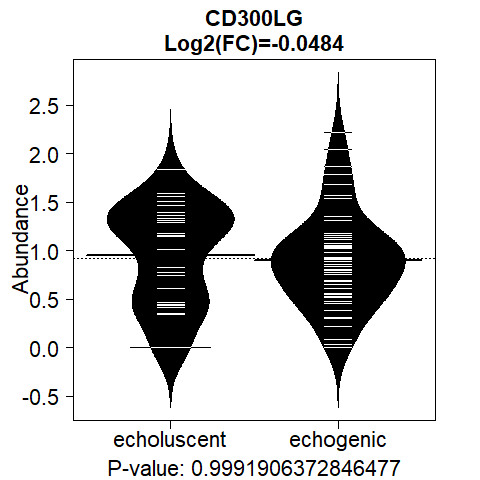 CD300LG
Log2(FC)=-0.0484
Abundance
2.5
2.0
1.5
1.0
0.5
0.0
-0.5
echoluscent echogenic
P-value: 0.9991906372846477